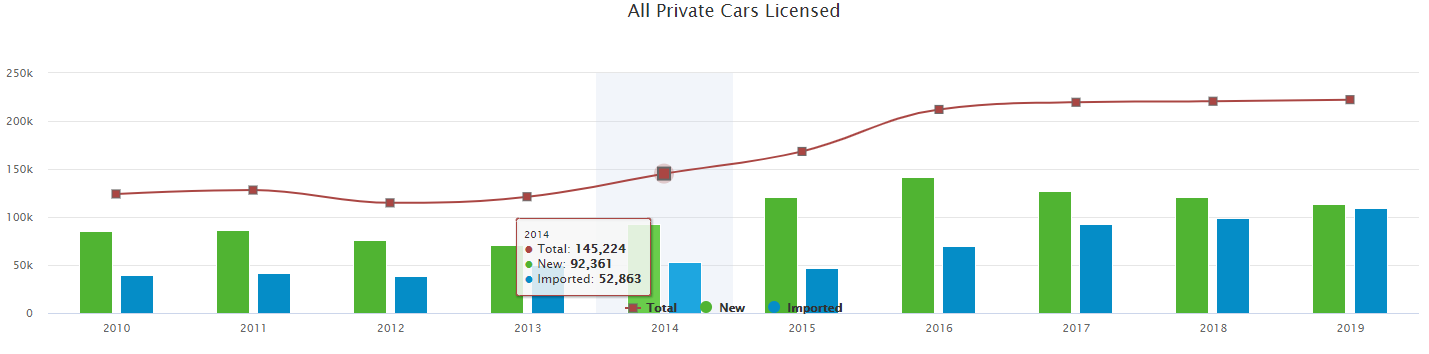 All Private Cars Licensed
250k
200k
150k
100k
50k
0
2014
Total: 145,224
New: 92,361
Imported: 52,863
Total New Imported
2010 2011 2012 2013 2014 2015 2016 2017 2018 2019